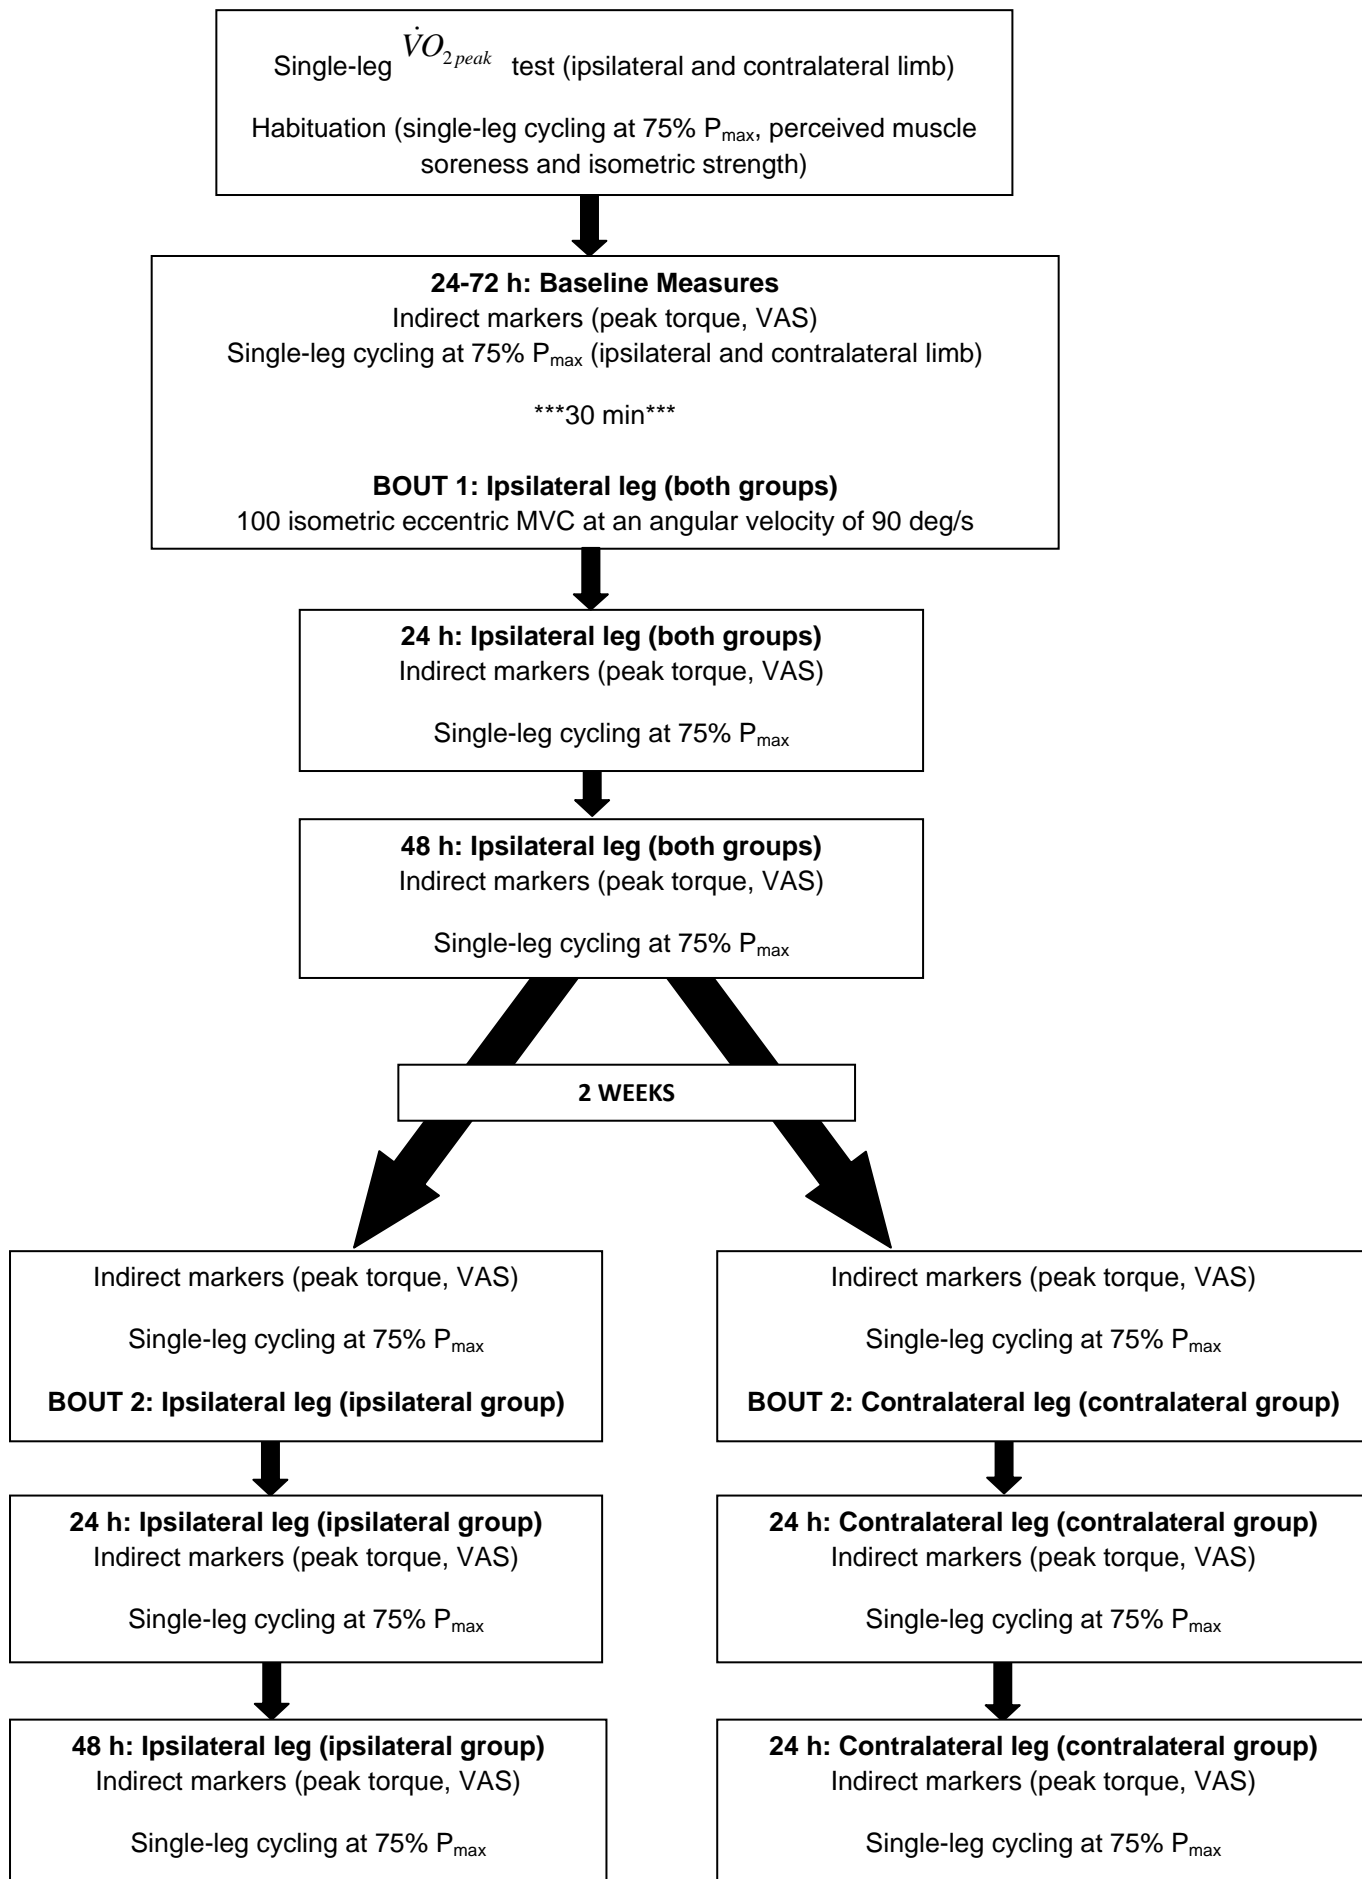 Single-leg V̇O2peak test (ipsilateral and contralateral limb)
Habituation (single-leg cycling at 75% Pmax, perceived muscle
soreness and isometric strength)
24-72 h: Baseline Measures
Indirect markers (peak torque, VAS)
Single-leg cycling at 75% Pmax (ipsilateral and contralateral limb)
***30 min***
BOUT 1: Ipsilateral leg (both groups)
100 isometric eccentric MVC at an angular velocity of 90 deg/s
24 h: Ipsilateral leg (both groups)
Indirect markers (peak torque, VAS)
Single-leg cycling at 75% Pmax
48 h: Ipsilateral leg (both groups)
Indirect markers (peak torque, VAS)
Single-leg cycling at 75% Pmax
2 WEEKS
Indirect markers (peak torque, VAS)
Single-leg cycling at 75% Pmax
BOUT 2: Ipsilateral leg (ipsilateral group)
Indirect markers (peak torque, VAS)
Single-leg cycling at 75% Pmax
BOUT 2: Contralateral leg (contralateral group)
24 h: Ipsilateral leg (ipsilateral group)
Indirect markers (peak torque, VAS)
Single-leg cycling at 75% Pmax
24 h: Contralateral leg (contralateral group)
Indirect markers (peak torque, VAS)
Single-leg cycling at 75% Pmax
48 h: Ipsilateral leg (ipsilateral group)
Indirect markers (peak torque, VAS)
Single-leg cycling at 75% Pmax
24 h: Contralateral leg (contralateral group)
Indirect markers (peak torque, VAS)
Single-leg cycling at 75% Pmax